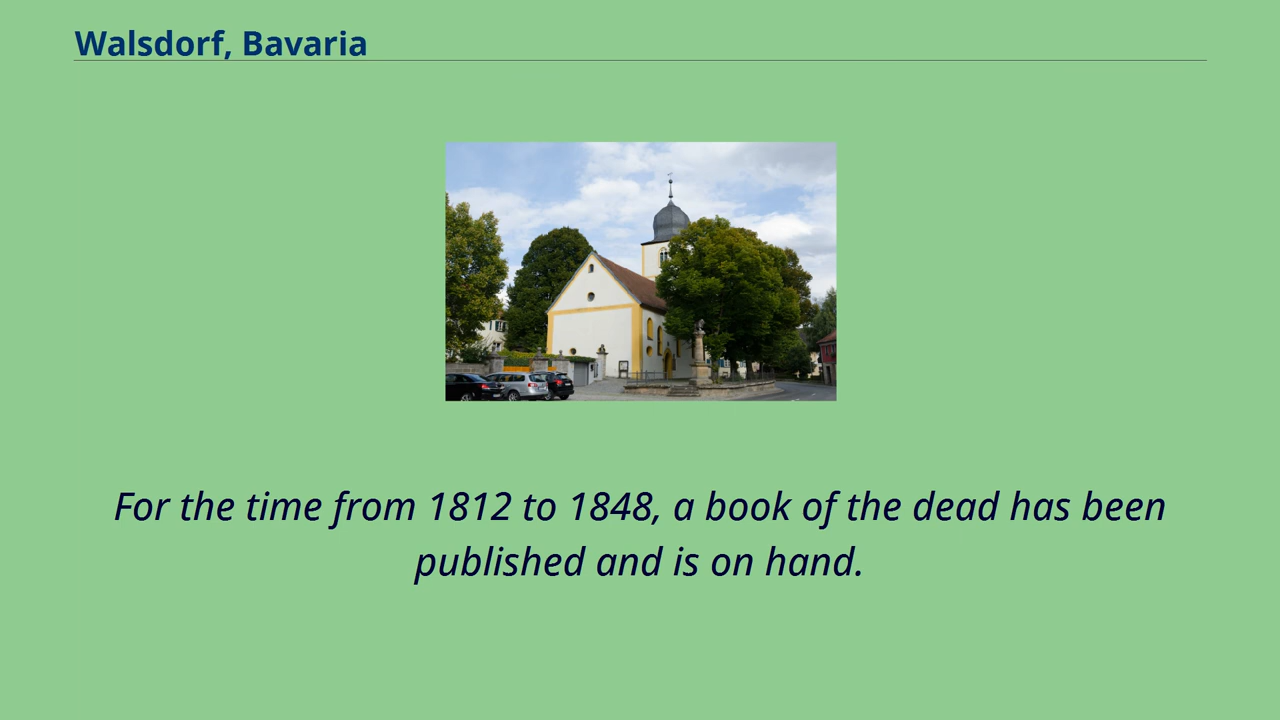 Walsdorf, Bavaria
For the time from 1812 to 1848, a book of the dead has been
published and is on hand.